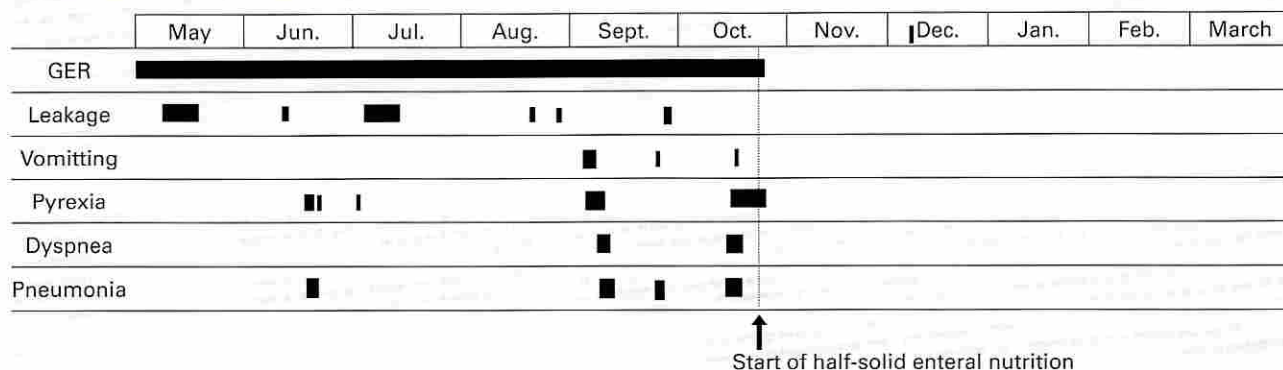 May Jun. Jul. Aug. Sept. Oct. Nov. Dec. Jan. Feb. March
GER
Leakage
Vomitting
Pyrexia
Dyspnea
Pneumonia
Start of half-solid enteral nutrition